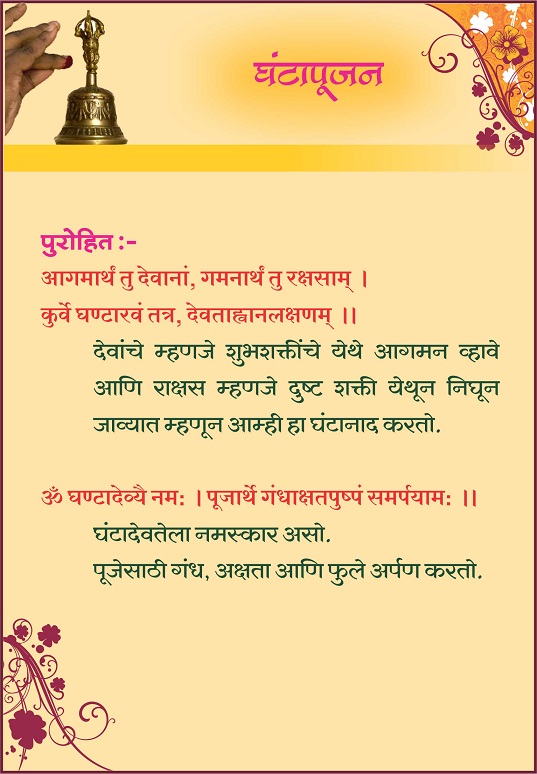 घंटापूजन
पुरोहित :-
आगमार्थं तु देवानां, गमनार्थं तु रक्षसाम् ।
कुर्वे घण्टारवं तत्र, देवताह्वानलक्षणम् ।।
देवांचे म्हणजे शुभशक्तींचे येथे आगमन व्हावे
आणि राक्षस म्हणजे दुष्ट शक्ती येथून निघून
जाव्यात म्हणून आम्ही हा घंटानाद करतो.
ॐ घण्टादेव्यै नम: । पूजार्थे गंधाक्षतपुष्पं समर्पयाम: ।।
घंटादेवतेला नमस्कार असो.
पूजेसाठी गंध, अक्षता आणि फुले अर्पण करतो.